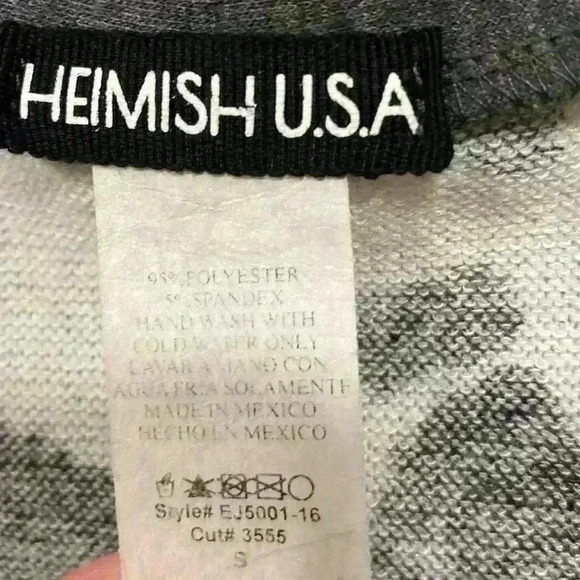 HEIMISH U.S.A
95%POLYESTER
5%SPANDEX
HAND WASH WITH
COLD WATER ONLY
LAVAR A MANO CON
AGUA FRIA SOLAMENTE
MADE IN MEXICO
HECHO EN MEXICO
Style# EJ5001-16
Cut# 3555
S